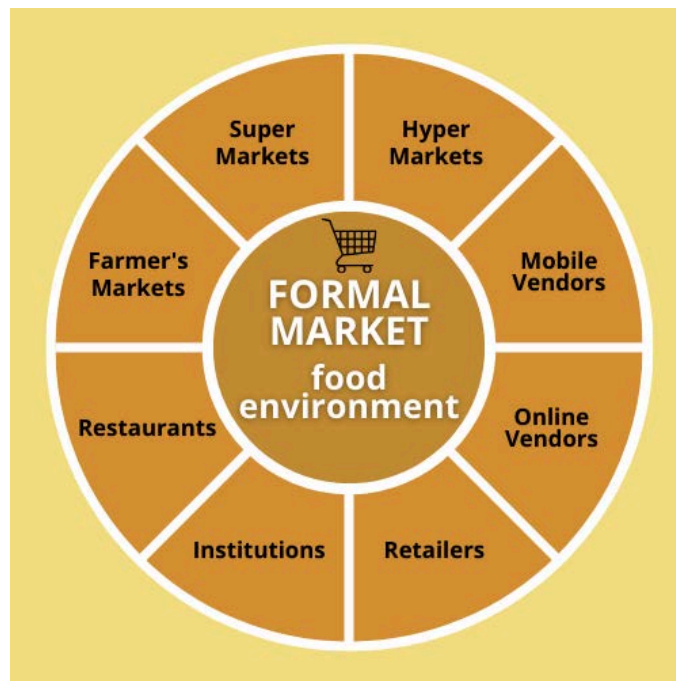 Super
Markets
Hyper
Markets
Farmer's
Markets
Mobile
Vendors
FORMAL
MARKET
food
environment
Restaurants
Online
Vendors
Institutions
Retailers